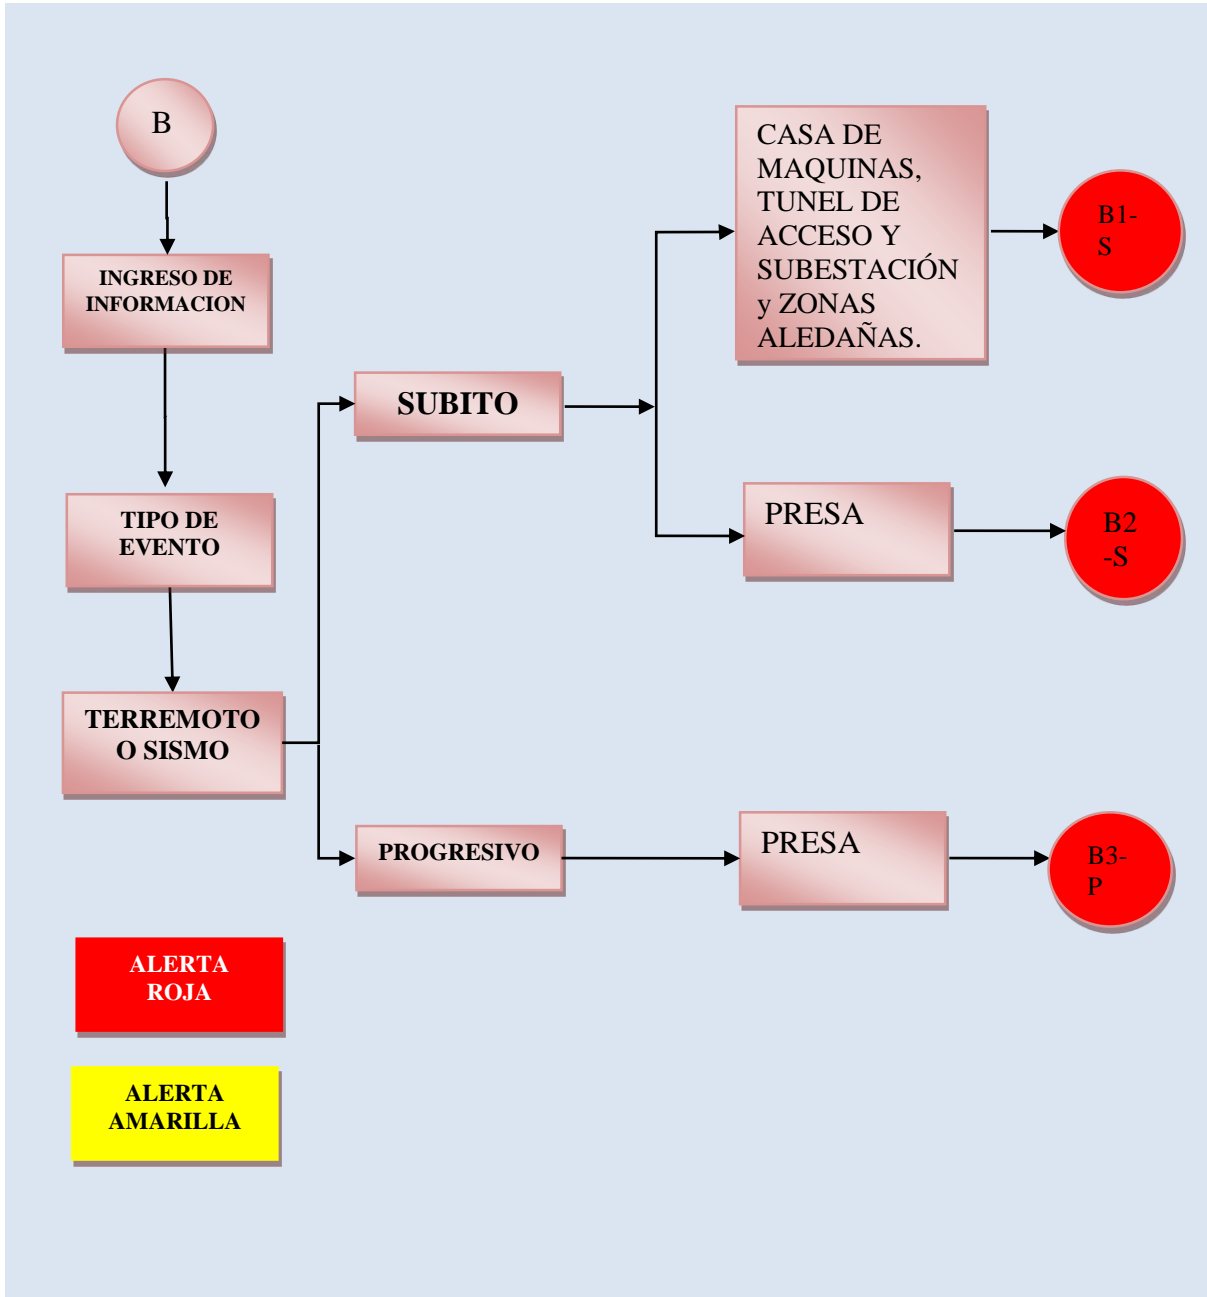 B
INGRESO DE
INFORMACION
TIPO DE
EVENTO
TERREMOTO
O SISMO
SUBITO
CASA DE
MAQUINAS,
TUNEL DE
ACCESO Y
SUBESTACIÓN
y ZONAS
ALEDAÑAS.
B1-
S
PRESA
B2
-S
PROGRESIVO
PRESA
B3-
P
ALERTA
ROJA
ALERTA
AMARILLA